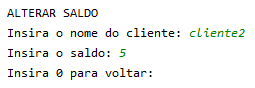 ALTERAR SALDO
Insira o nome do cliente: cliente2
Insira o saldo: 5
Insira 0 para voltar: